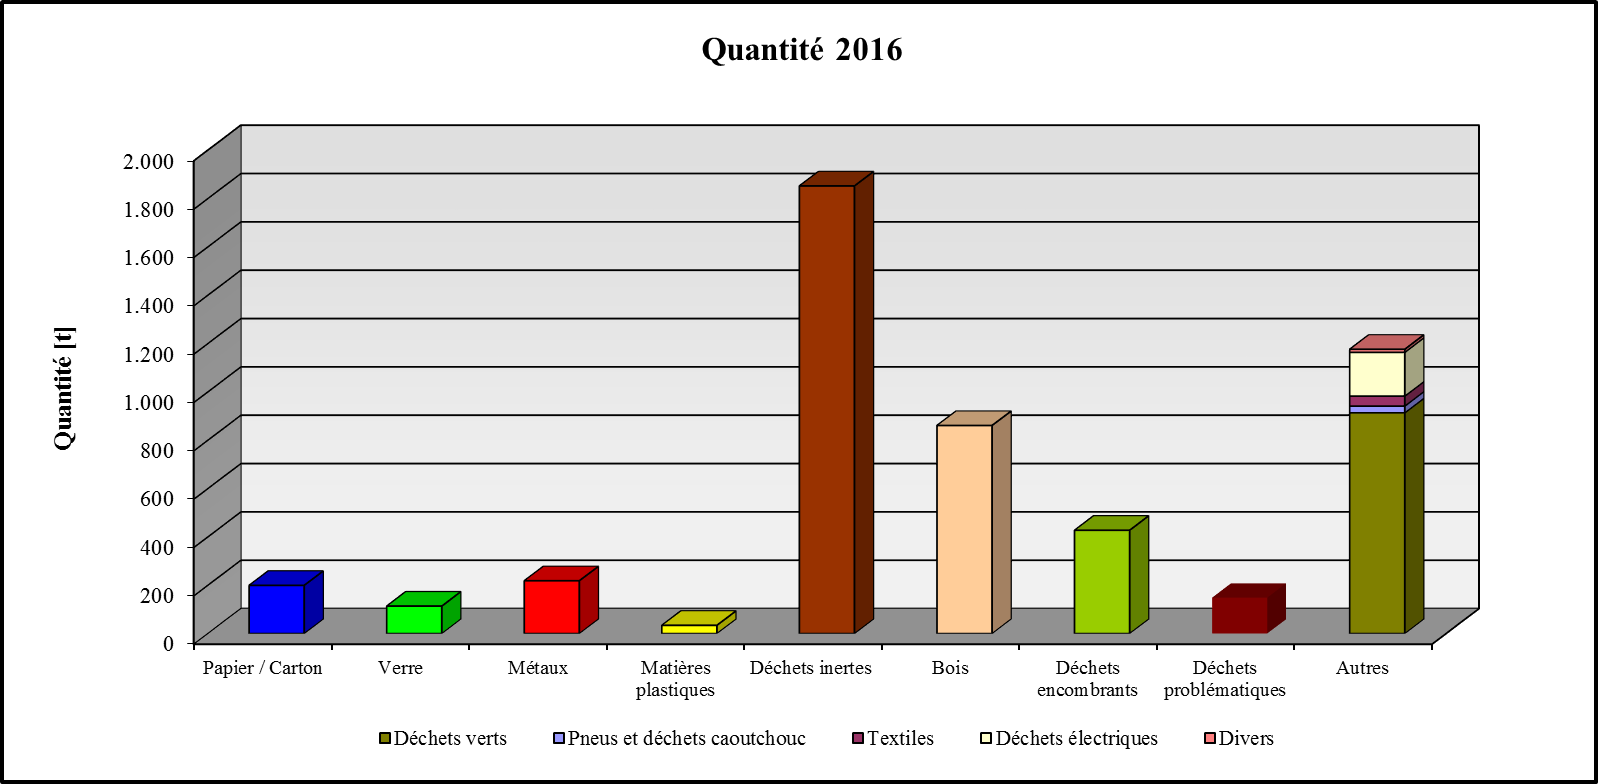 Quantité 2016
Quantité [t]
2.000
1.800
1.600
1.400
1.200
1.000
800
600
400
200
0
Papier / Carton
Verre
Métaux
Matières
plastiques
Déchets inertes
Bois
Déchets
encombrants
Déchets
problématiques
Autres
Déchets verts
Pneus et déchets caoutchouc
Textiles
Déchets électriques
Divers